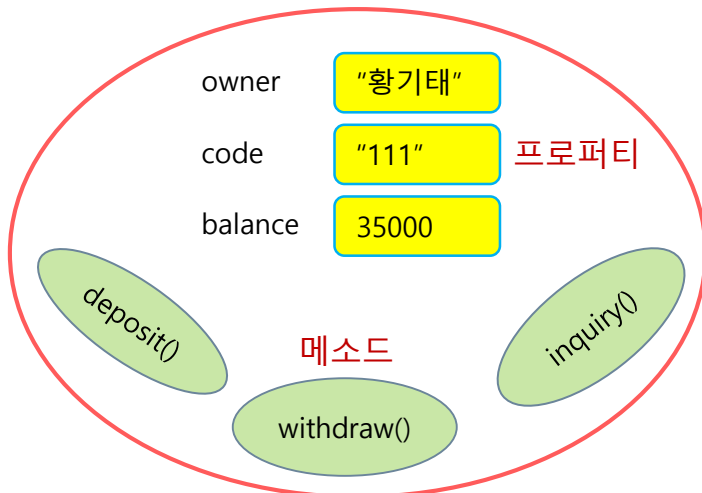 owner "황기태"
code "111" 프로퍼티
balance 35000
deposit()
inquiry()
메소드
withdraw()